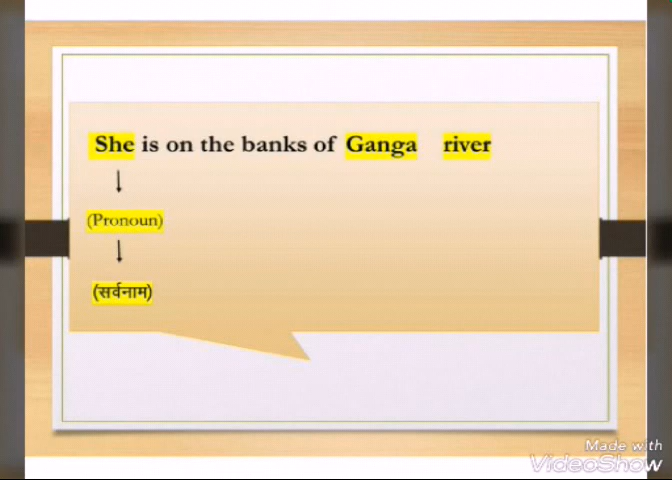 She is on the banks of Ganga river
(Pronoun)
(सर्वनाम)
Made with
VideoShow